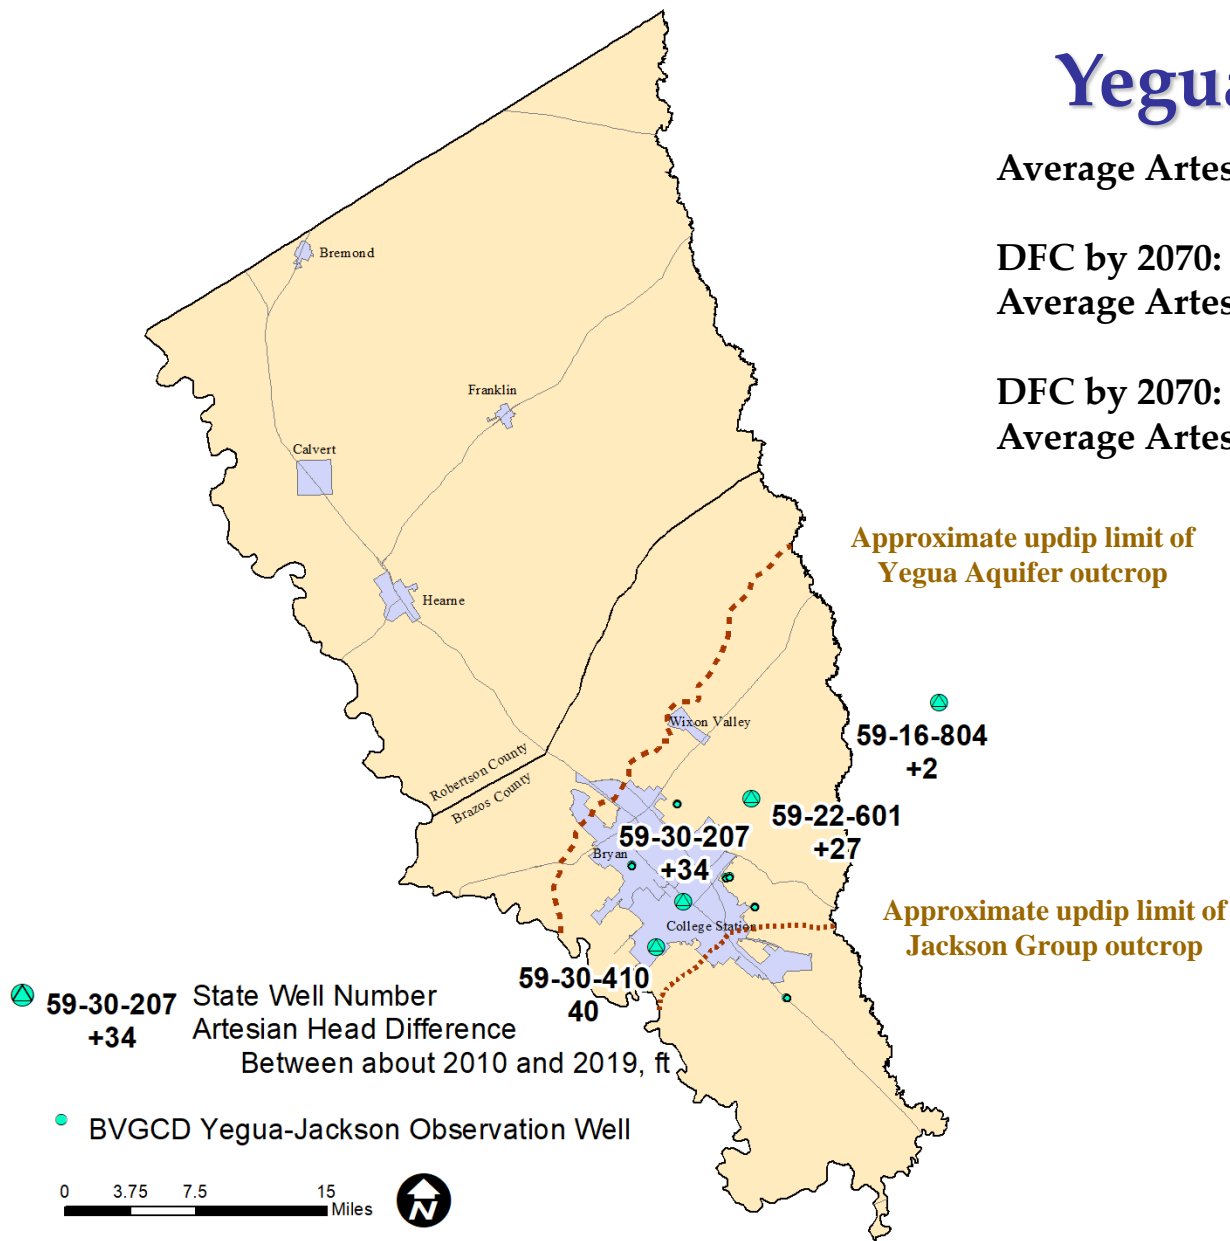 Yegua
Average Artes
DFC by 2070:
Average Artes
DFC by 2070:
Average Artes
Bremond
Franklin
Calvert
Hearne
Approximate updip limit of
Yegua Aquifer outcrop
Wixon Valley
59-16-804
+2
Robertson County
Brazos County
59-22-601
+27
59-30-207
+34
Bryan
College Station
Approximate updip limit of
Jackson Group outcrop
59-30-410
40
59-30-207
+34
State Well Number
Artesian Head Difference
Between about 2010 and 2019, ft
BVGCD Yegua-Jackson Observation Well
0 3.75 7.5 15
Miles
N